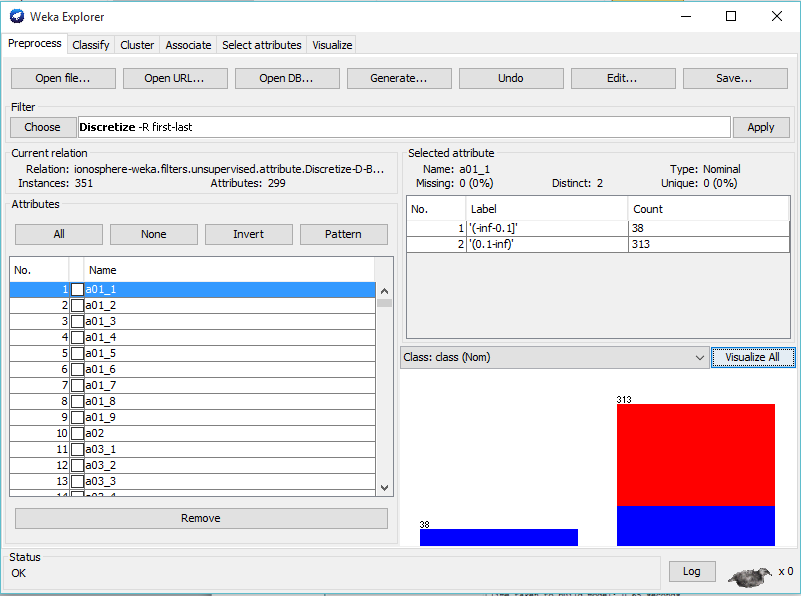 Weka Explorer
Preprocess Classify Cluster Associate Select attributes Visualize
Open file... Open URL... Open DB... Generate... Undo Edit... Save...
Filter
Choose Discretize -R first-last Apply
Current relation
Relation: ionosphere-weka.filters.unsupervised.attribute.Discretize-D-B...
Instances: 351 Attributes: 299
Attributes
All None Invert Pattern
No. Name
1 a01_1
2 a01_2
3 a01_3
4 a01_4
5 a01_5
6 a01_6
7 a01_7
8 a01_8
9 a01_9
10 a02
11 a03_1
12 a03_2
13 a03_3
Remove
Selected attribute
Name: a01_1 Type: Nominal
Missing: 0 (0%) Distinct: 2 Unique: 0 (0%)
No. Label Count
1 '(-inf-0.1]' 38
2 '(0.1-inf)' 313
Class: class (Nom) Visualize All
313
38
Status
OK
Log x 0